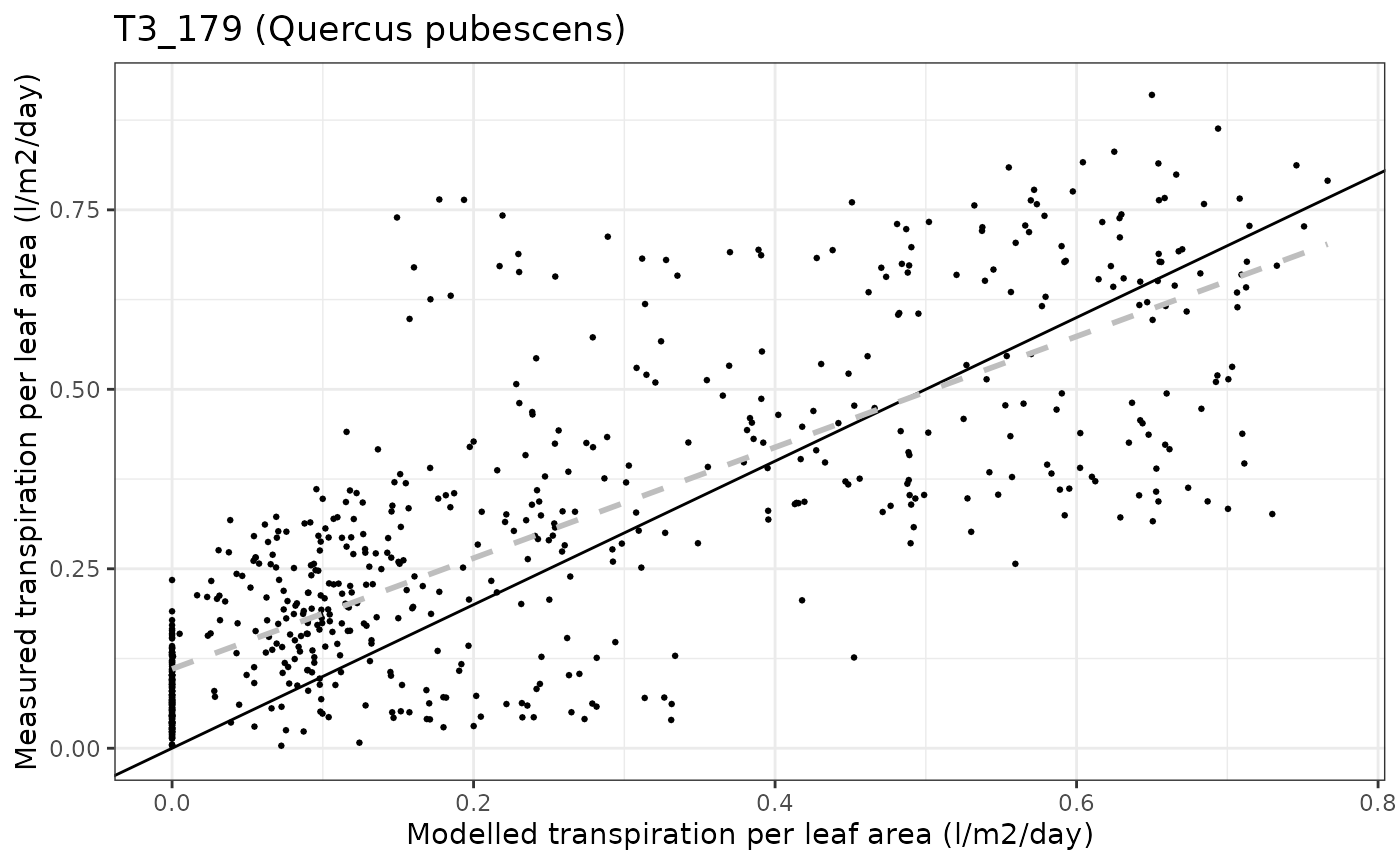 T3_179 (Quercus pubescens)
Measured transpiration per leaf area (l/m2/day)
0.75
0.50
0.25
0.00
0.0 0.2 0.4 0.6 0.8
Modelled transpiration per leaf area (l/m2/day)